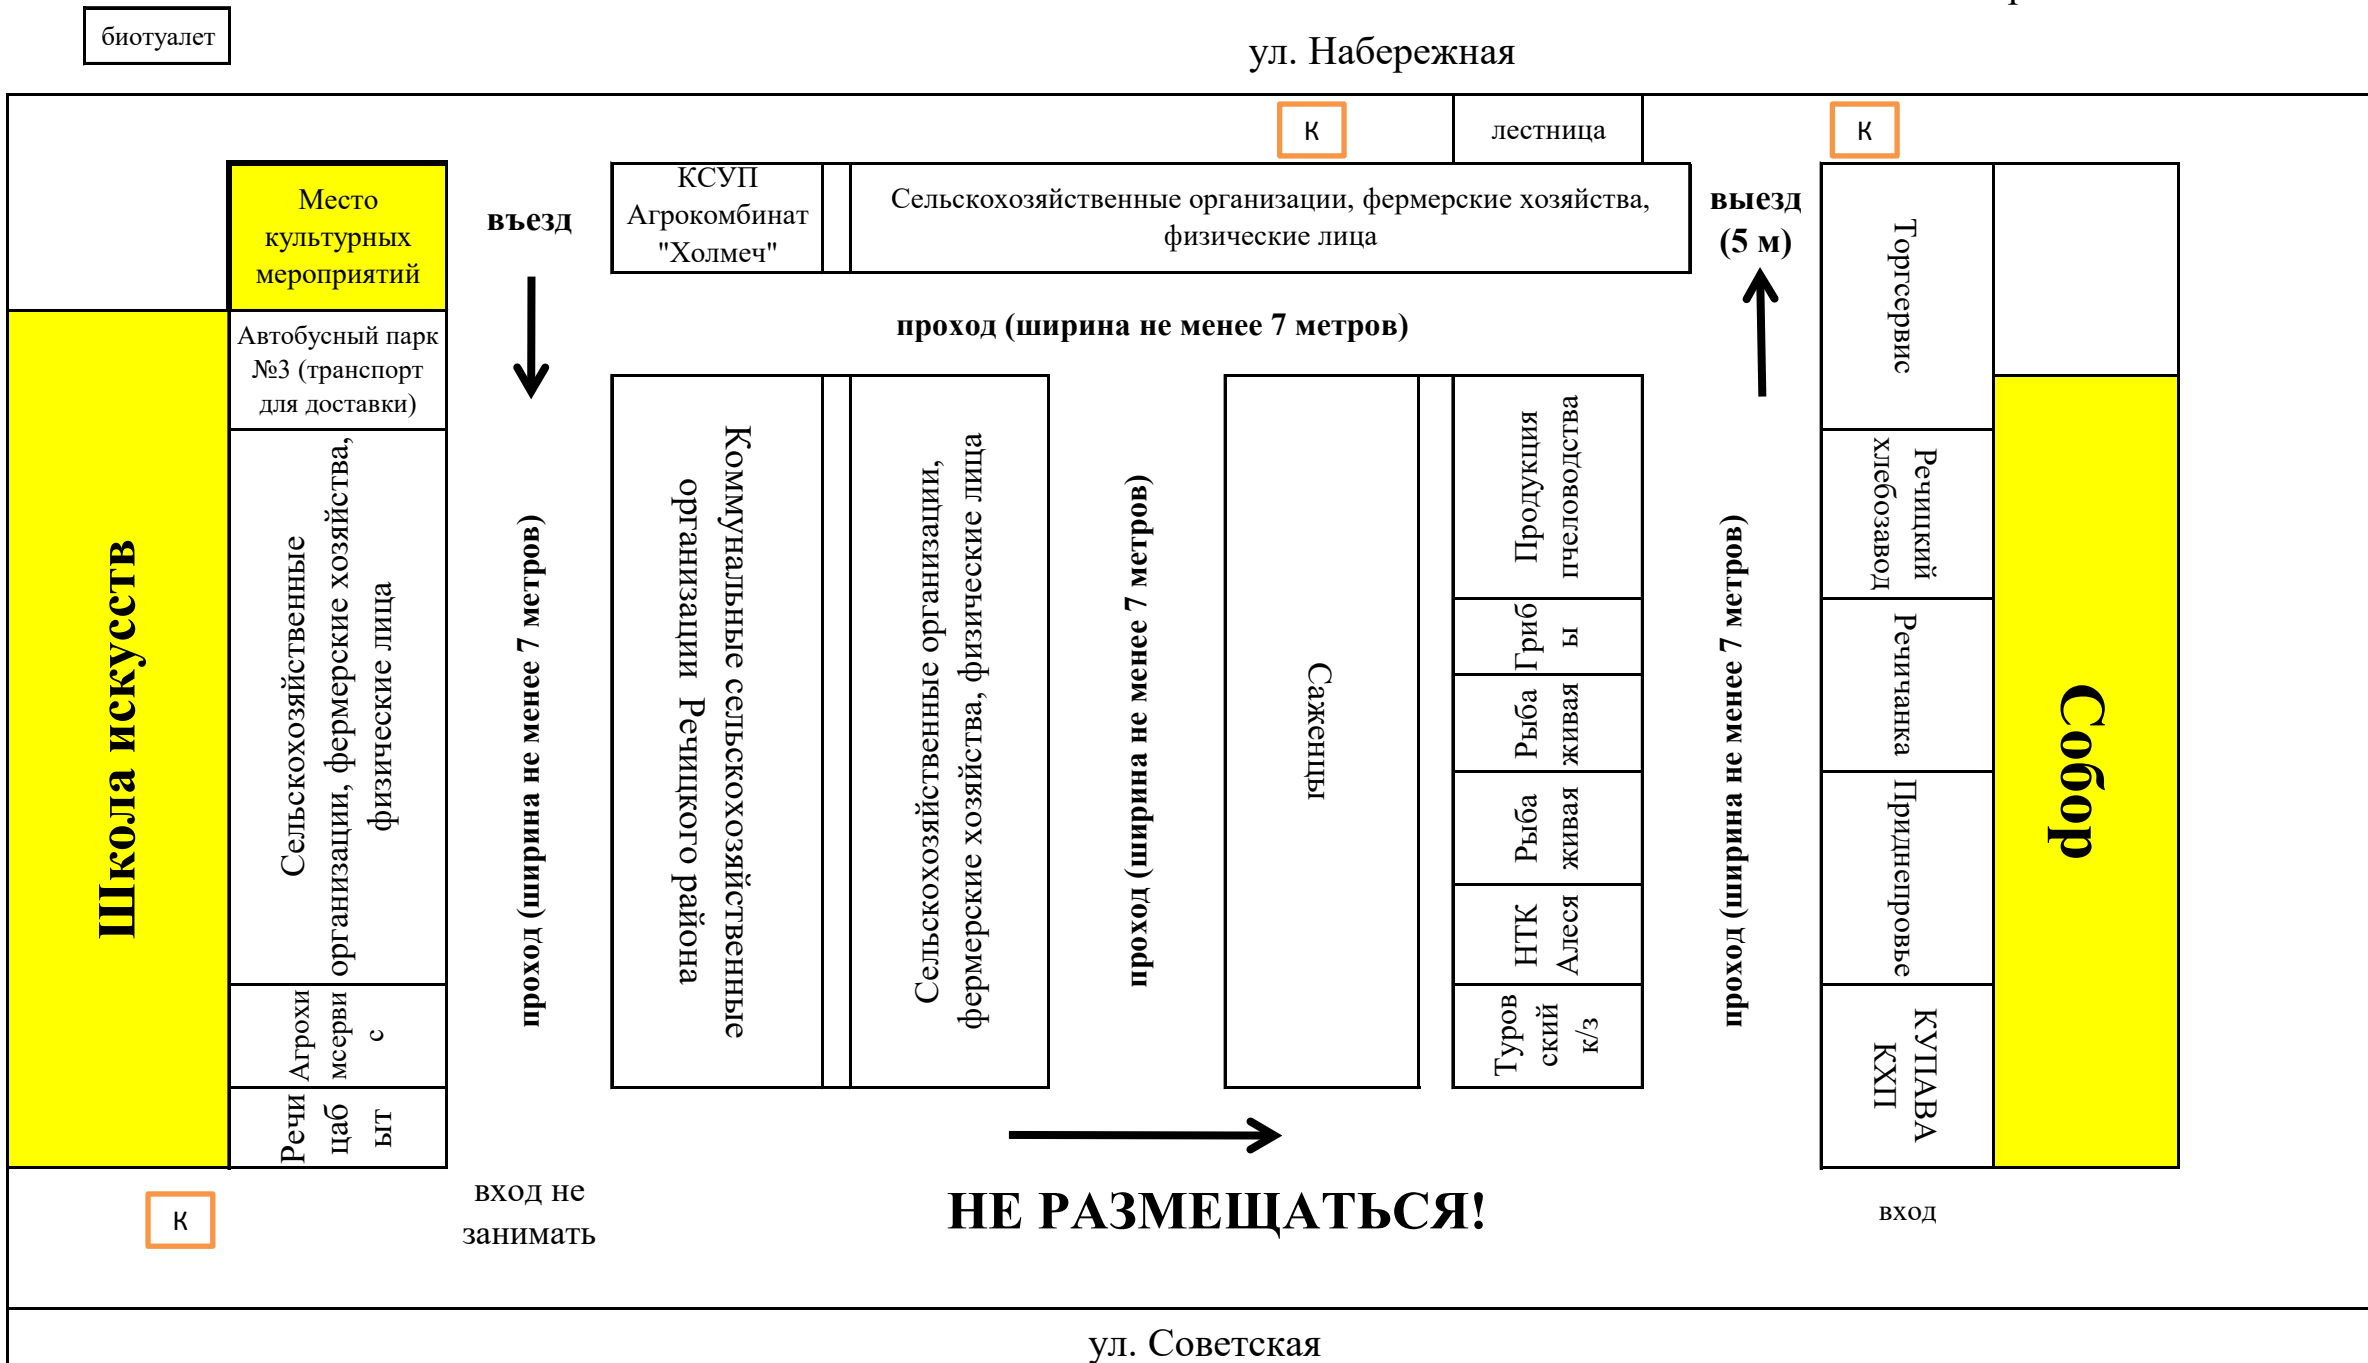 биотуалет
ул. Набережная
К
лестница
К
Место
культурных
мероприятий
въезд
КСУП
Агрокомбинат
"Холмеч"
Сельскохозяйственные организации, фермерские хозяйства,
физические лица
выезд
(5 м)
Торгсервис
Автобусный парк
№3 (транспорт
для доставки)
проход (ширина не менее 7 метров)
Школа искусств
Сельскохозяйственные
организации, фермерские хозяйства,
физические лица
проход (ширина не менее 7 метров)
Коммунальные сельскохозяйственные
организации Речицкого района
Сельскохозяйственные организации,
фермерские хозяйства, физические лица
проход (ширина не менее 7 метров)
Саженцы
Продукция
пчеловодства
Гриб
ы
Рыба
живая
Рыба
живая
НТК
Алеся
Туров
ский
к/з
проход (ширина не менее 7 метров)
Речицкий
хлебозавод
Речичанка
Приднепровье
КУПАВА
КХП
Собор
Агрохи
мсерви
с
Речи
цаб
ыт
К
вход не
занимать
НЕ РАЗМЕЩАТЬСЯ!
вход
ул. Советская